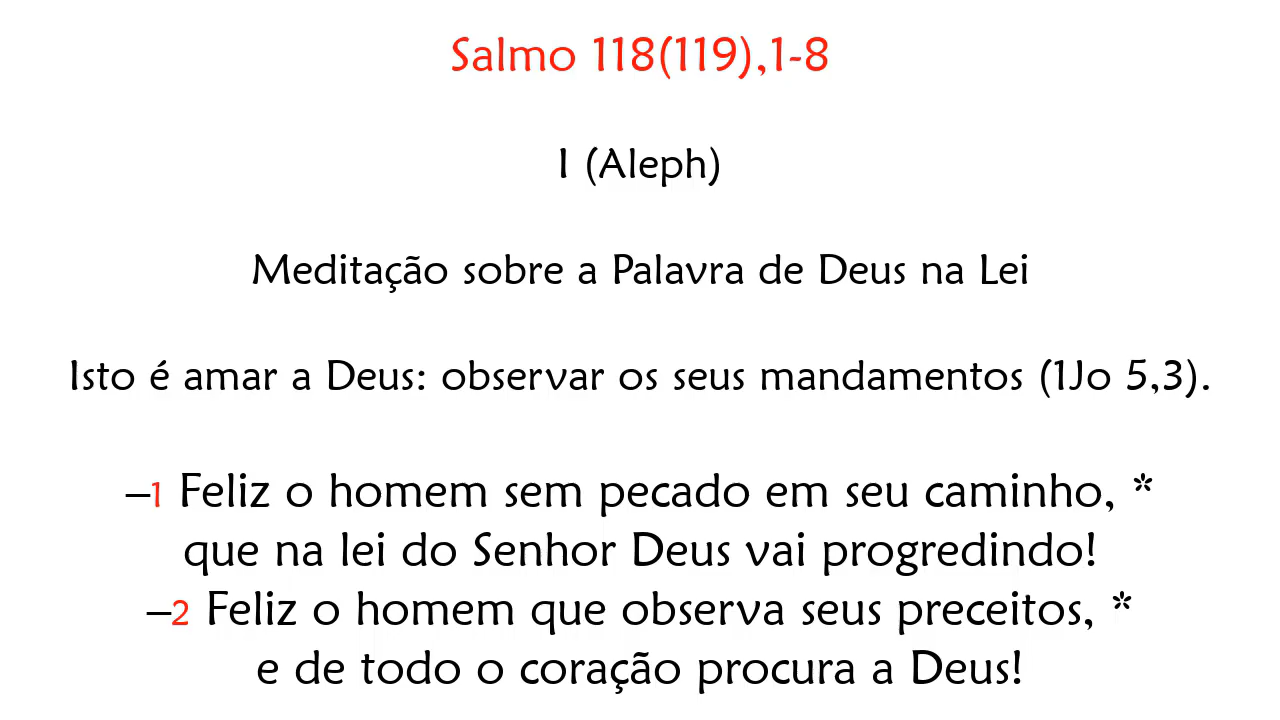 Salmo 118(119),1-8
I (Aleph)
Meditação sobre a Palavra de Deus na Lei
Isto é amar a Deus: observar os seus mandamentos (1Jo 5,3).
–1 Feliz o homem sem pecado em seu caminho, *
que na lei do Senhor Deus vai progredindo!
–2 Feliz o homem que observa seus preceitos, *
e de todo o coração procura a Deus!